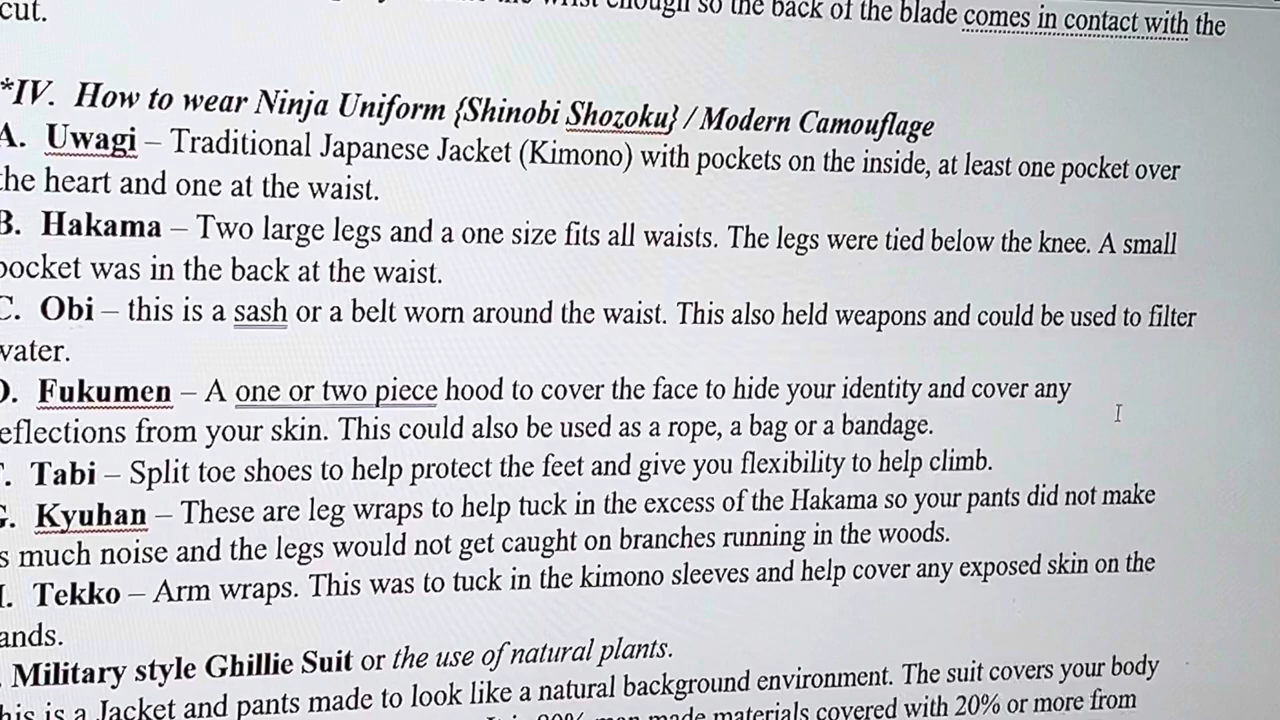 cut.
so the back of the blade comes in contact with the
*IV. How to wear Ninja Uniform {Shinobi Shozoku} / Modern Camouflage
A. Uwagi – Traditional Japanese Jacket (Kimono) with pockets on the inside, at least one pocket over
the heart and one at the waist.
B. Hakama – Two large legs and a one size fits all waists. The legs were tied below the knee. A small
pocket was in the back at the waist.
C. Obi – this is a sash or a belt worn around the waist. This also held weapons and could be used to filter
water.
D. Fukumen – A one or two piece hood to cover the face to hide your identity and cover any
eflections from your skin. This could also be used as a rope, a bag or a bandage.
. Tabi – Split toe shoes to help protect the feet and give you flexibility to help climb.
G. Kyuhan – These are leg wraps to help tuck in the excess of the Hakama so your pants did not make
s much noise and the legs would not get caught on branches running in the woods.
. Tekko – Arm wraps. This was to tuck in the kimono sleeves and help cover any exposed skin on the
ands.
Military style Ghillie Suit or the use of natural plants.
his is a Jacket and pants made to look like a natural background environment. The suit covers your body
made materials covered with 20% or more from